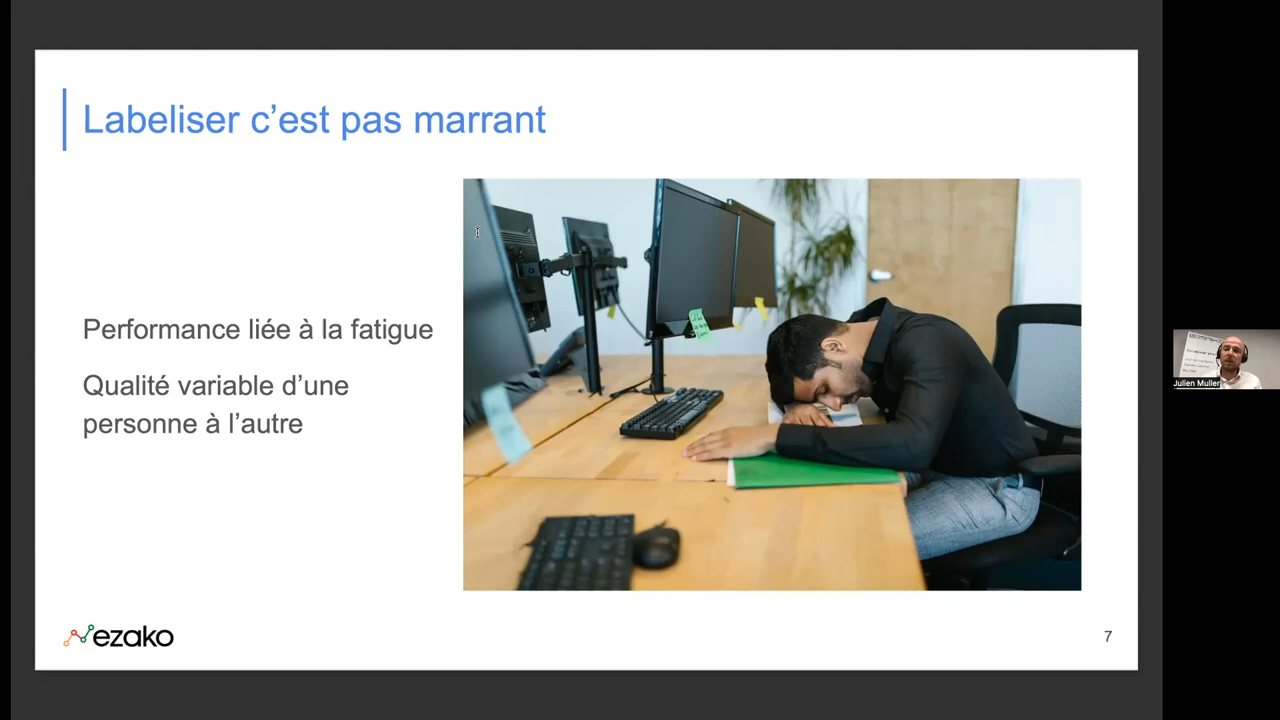 Labeliser c’est pas marrant
Performance liée à la fatigue
Qualité variable d’une
personne à l’autre
ezako
7
Julien Muller